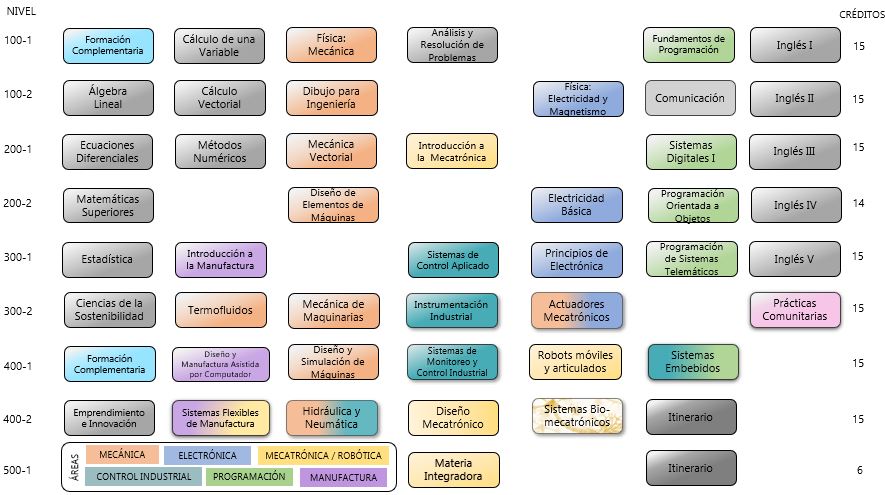 NIVEL
CRÉDITOS
100-1
Formación
Complementaria
Cálculo de una
Variable
Física:
Mecánica
Análisis y
Resolución de
Problemas
Fundamentos de
Programación
Inglés I
15
100-2
Álgebra
Lineal
Cálculo
Vectorial
Dibujo para
Ingeniería
Física:
Electricidad y
Magnetismo
Comunicación
Inglés II
15
200-1
Ecuaciones
Diferenciales
Métodos
Numéricos
Mecánica
Vectorial
Introducción a
la Mecatrónica
Sistemas
Digitales I
Inglés III
15
200-2
Matemáticas
Superiores
Diseño de
Elementos de
Máquinas
Electricidad
Básica
Programación
Orientada a
Objetos
Inglés IV
14
300-1
Estadística
Introducción a
la Manufactura
Sistemas de
Control Aplicado
Principios de
Electrónica
Programación
de Sistemas
Telemáticos
Inglés V
15
300-2
Ciencias de la
Sostenibilidad
Termofluidos
Mecánica de
Maquinarias
Instrumentación
Industrial
Actuadores
Mecatrónicos
Prácticas
Comunitarias
15
400-1
Formación
Complementaria
Diseño y
Manufactura Asistida
por Computador
Diseño y
Simulación de
Máquinas
Sistemas de
Monitoreo y
Control Industrial
Robots móviles
y articulados
Sistemas
Embebidos
15
400-2
Emprendimiento
e Innovación
Sistemas Flexibles
de Manufactura
Hidráulica y
Neumática
Diseño
Mecatrónico
Sistemas Bio-
mecatrónicos
Itinerario
15
500-1
ÁREAS
MECÁNICA
ELECTRÓNICA
MECATRÓNICA / ROBÓTICA
CONTROL INDUSTRIAL
PROGRAMACIÓN
MANUFACTURA
Materia
Integradora
Itinerario
6